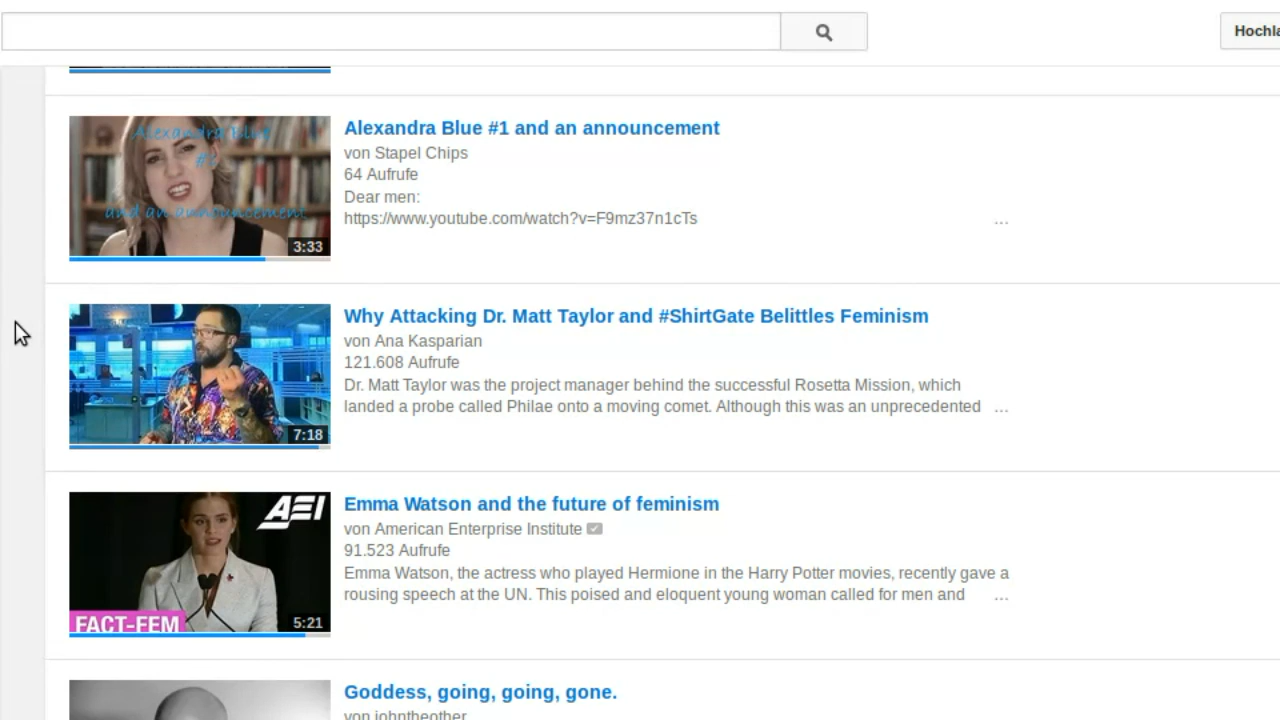 Hochla
Alexandra Blue
#1
and an announcement
3:33
Alexandra Blue #1 and an announcement
von Stapel Chips
64 Aufrufe
Dear men:
https://www.youtube.com/watch?v=F9mz37n1cTs ...
7:18
Why Attacking Dr. Matt Taylor and #ShirtGate Belittles Feminism
von Ana Kasparian
121.608 Aufrufe
Dr. Matt Taylor was the project manager behind the successful Rosetta Mission, which
landed a probe called Philae onto a moving comet. Although this was an unprecedented ...
AEI
FACT-FEM
5:21
Emma Watson and the future of feminism
von American Enterprise Institute
91.523 Aufrufe
Emma Watson, the actress who played Hermione in the Harry Potter movies, recently gave a
rousing speech at the UN. This poised and eloquent young woman called for men and ...
Goddess, going, going, gone.
von johntheother